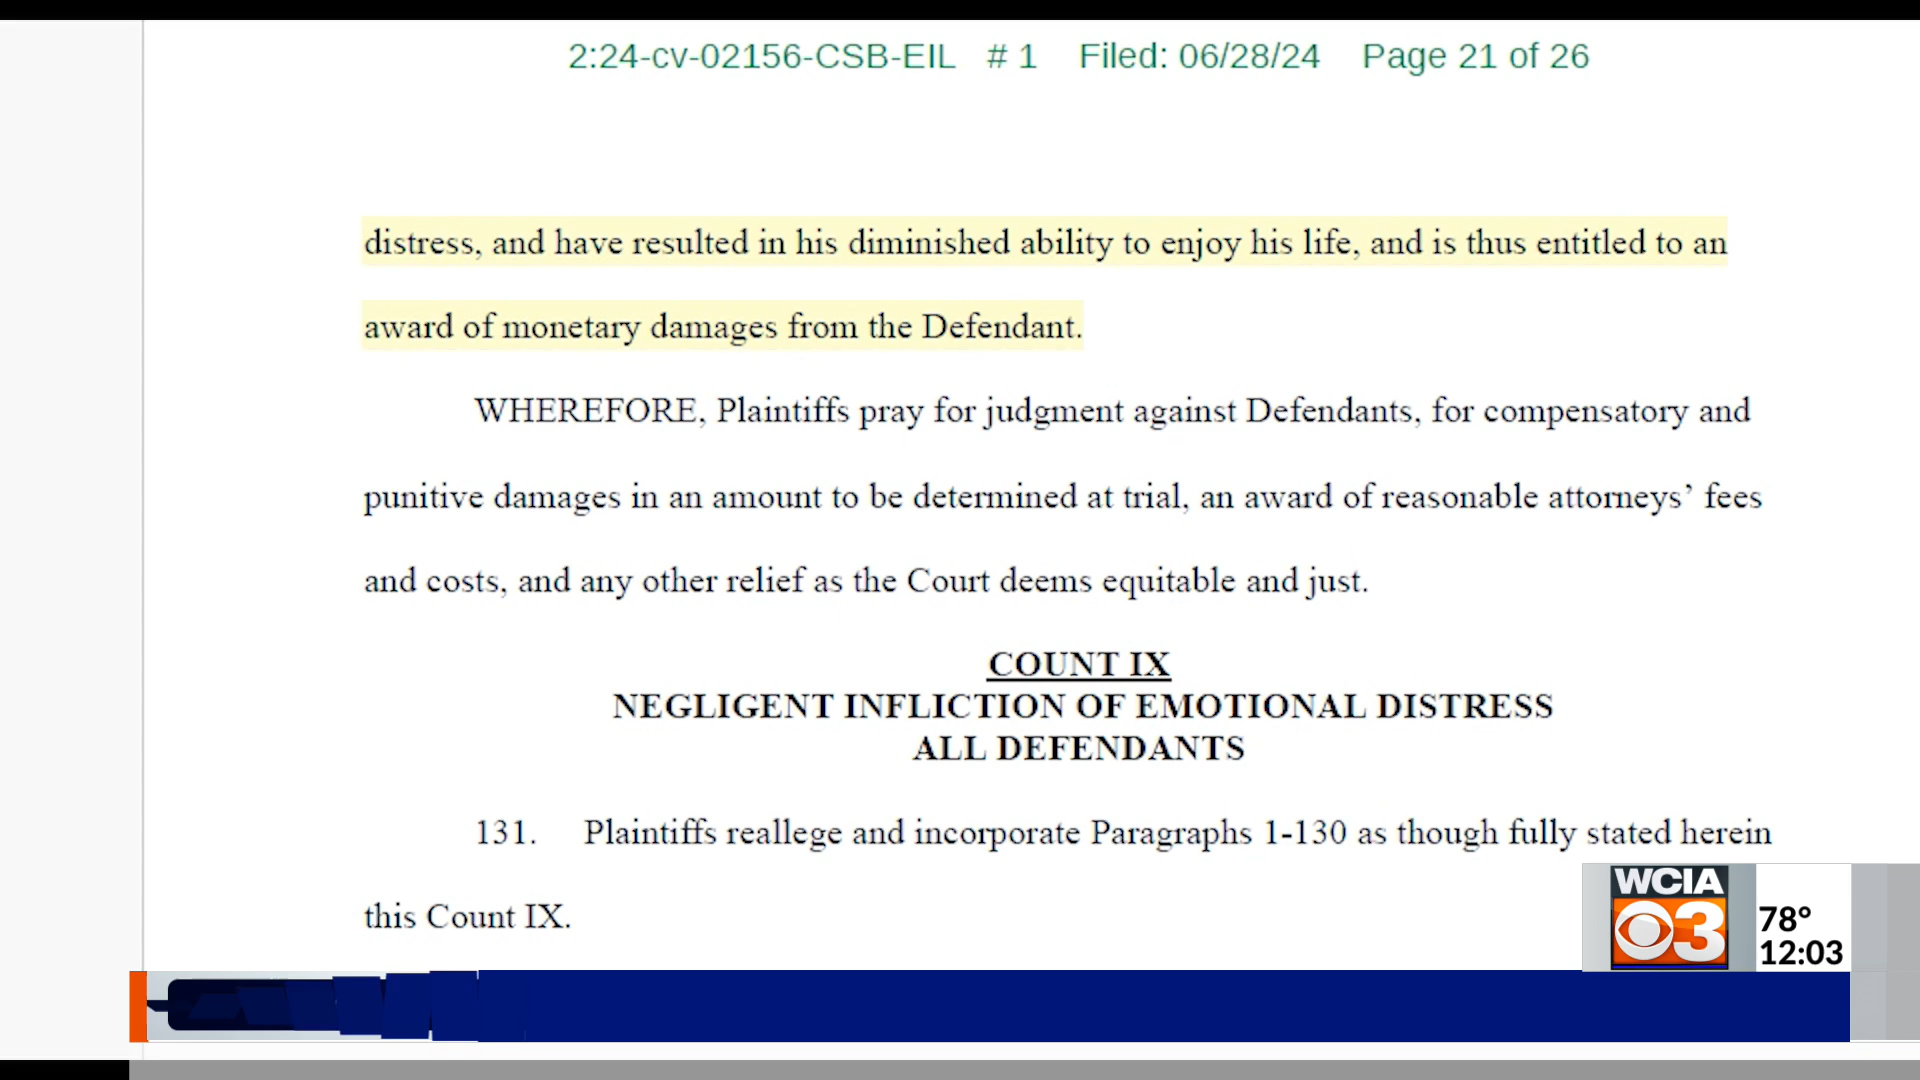 2:24-cv-02156-CSB-EIL # 1 Filed: 06/28/24 Page 21 of 26
distress, and have resulted in his diminished ability to enjoy his life, and is thus entitled to an
award of monetary damages from the Defendant.
WHEREFORE, Plaintiffs pray for judgment against Defendants, for compensatory and
punitive damages in an amount to be determined at trial, an award of reasonable attorneys’ fees
and costs, and any other relief as the Court deems equitable and just.
COUNT IX
NEGLIGENT INFLICTION OF EMOTIONAL DISTRESS
ALL DEFENDANTS
131. Plaintiffs reallege and incorporate Paragraphs 1-130 as though fully stated herein
this Count IX.
WCIA
3
78°
12:03